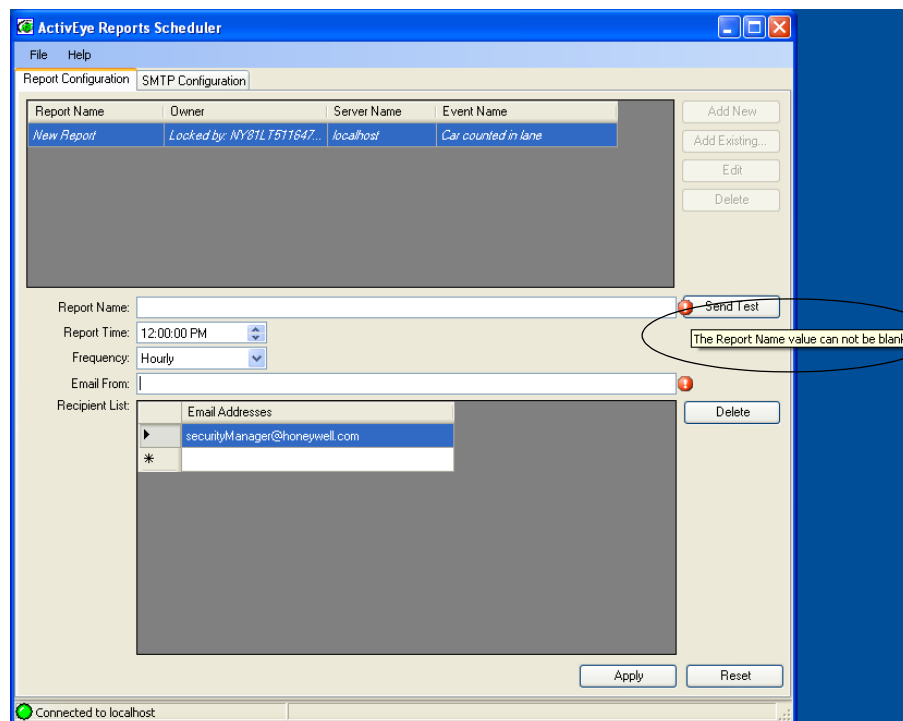 ActivEye Reports Scheduler
File Help
Report Configuration SMTP Configuration
Report Name Owner Server Name Event Name
New Report Locked by: NY81LT511647... localhost Car counted in lane
Add New
Add Existing...
Edit
Delete
Report Name: Send Test
The Report Name value can not be blank
Report Time: 12:00:00 PM
Frequency: Hourly
Email From:
Recipient List: Email Addresses Delete
securityManager@honeywell.com
Apply Reset
Connected to localhost